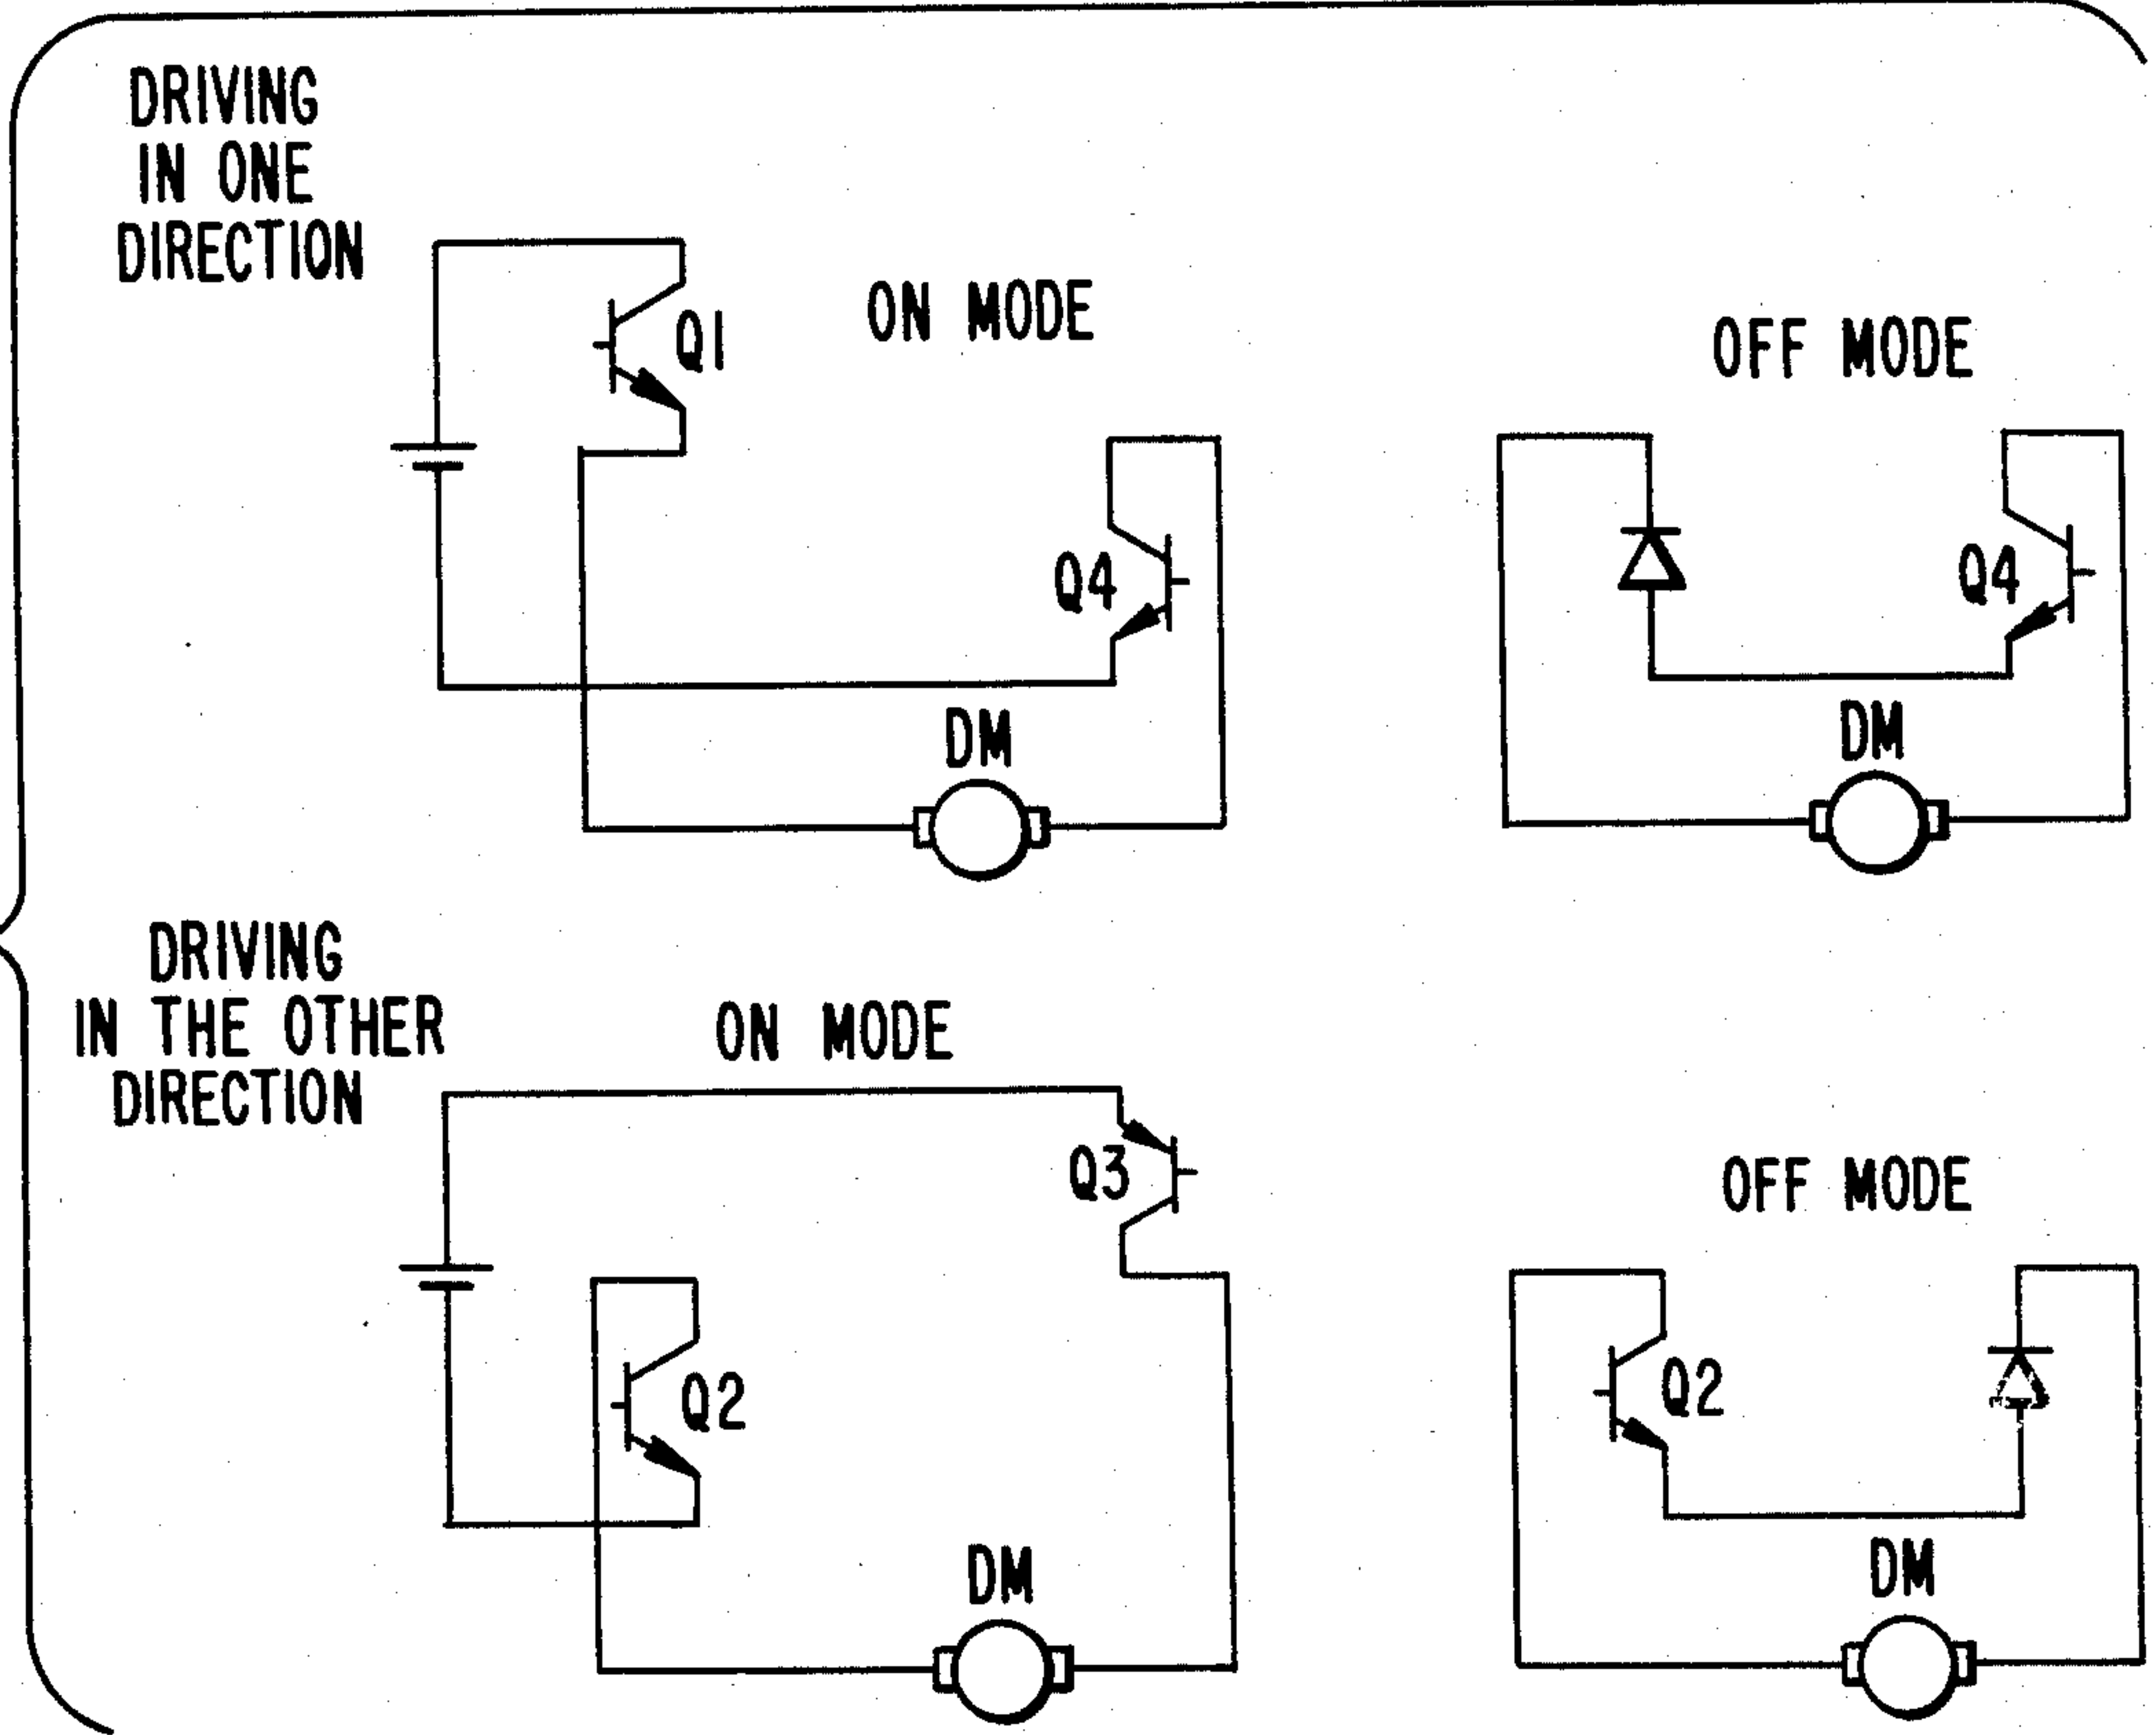 DRIVING
IN ONE
DIRECTION
ON MODE
OFF MODE
Q1
Q4
Q4
DM
DM
DRIVING
IN THE OTHER
DIRECTION
ON MODE
OFF MODE
Q3
Q2
Q2
DM
DM